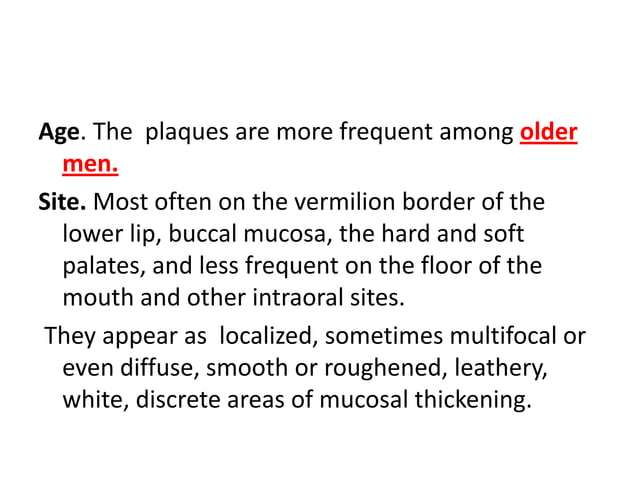 Age. The plaques are more frequent among older
men.
Site. Most often on the vermilion border of the
lower lip, buccal mucosa, the hard and soft
palates, and less frequent on the floor of the
mouth and other intraoral sites.
They appear as localized, sometimes multifocal or
even diffuse, smooth or roughened, leathery,
white, discrete areas of mucosal thickening.